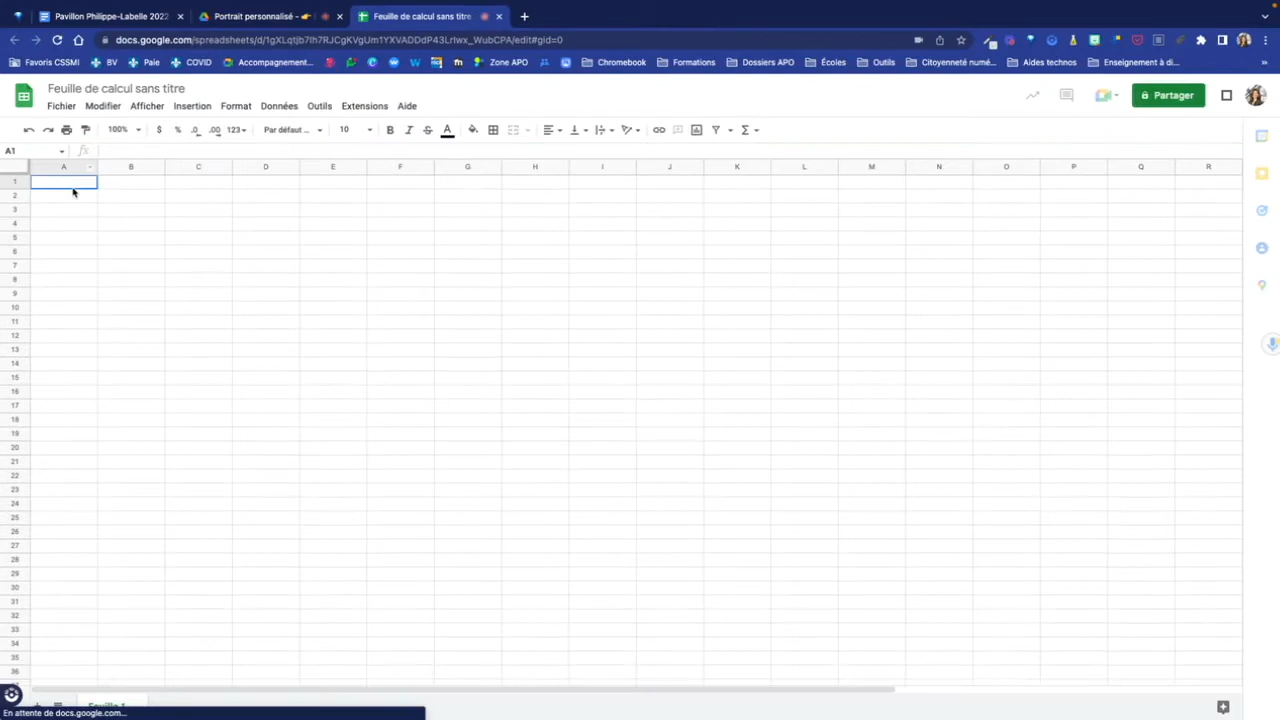 Pavillon Philippe-Labelle 2022
Portrait personnalisé -
Feuille de calcul sans titre
docs.google.com/spreadsheets/d/1gXLqtjb7Ih7RJCgKVgUm1YXVADDdP43LrIwx_WubCPA/edit#gid=0
Favoris CSSMI BV Paie COVID Accompagnement... Zone APO Chromebook Formations Dossiers APO Écoles Outils Citoyenneté numé... Aides technos Enseignement à di... »
Feuille de calcul sans titre
Fichier Modifier Afficher Insertion Format Données Outils Extensions Aide
Partager
100% $ % .0 .00 123 Par défaut ... 10 B I S A
A1 fx
A B C D E F G H I J K L M N O P Q R
1
2
3
4
5
6
7
8
9
10
11
12
13
14
15
16
17
18
19
20
21
22
23
24
25
26
27
28
29
30
31
32
33
34
35
36
Feuille 1
En attente de docs.google.com...